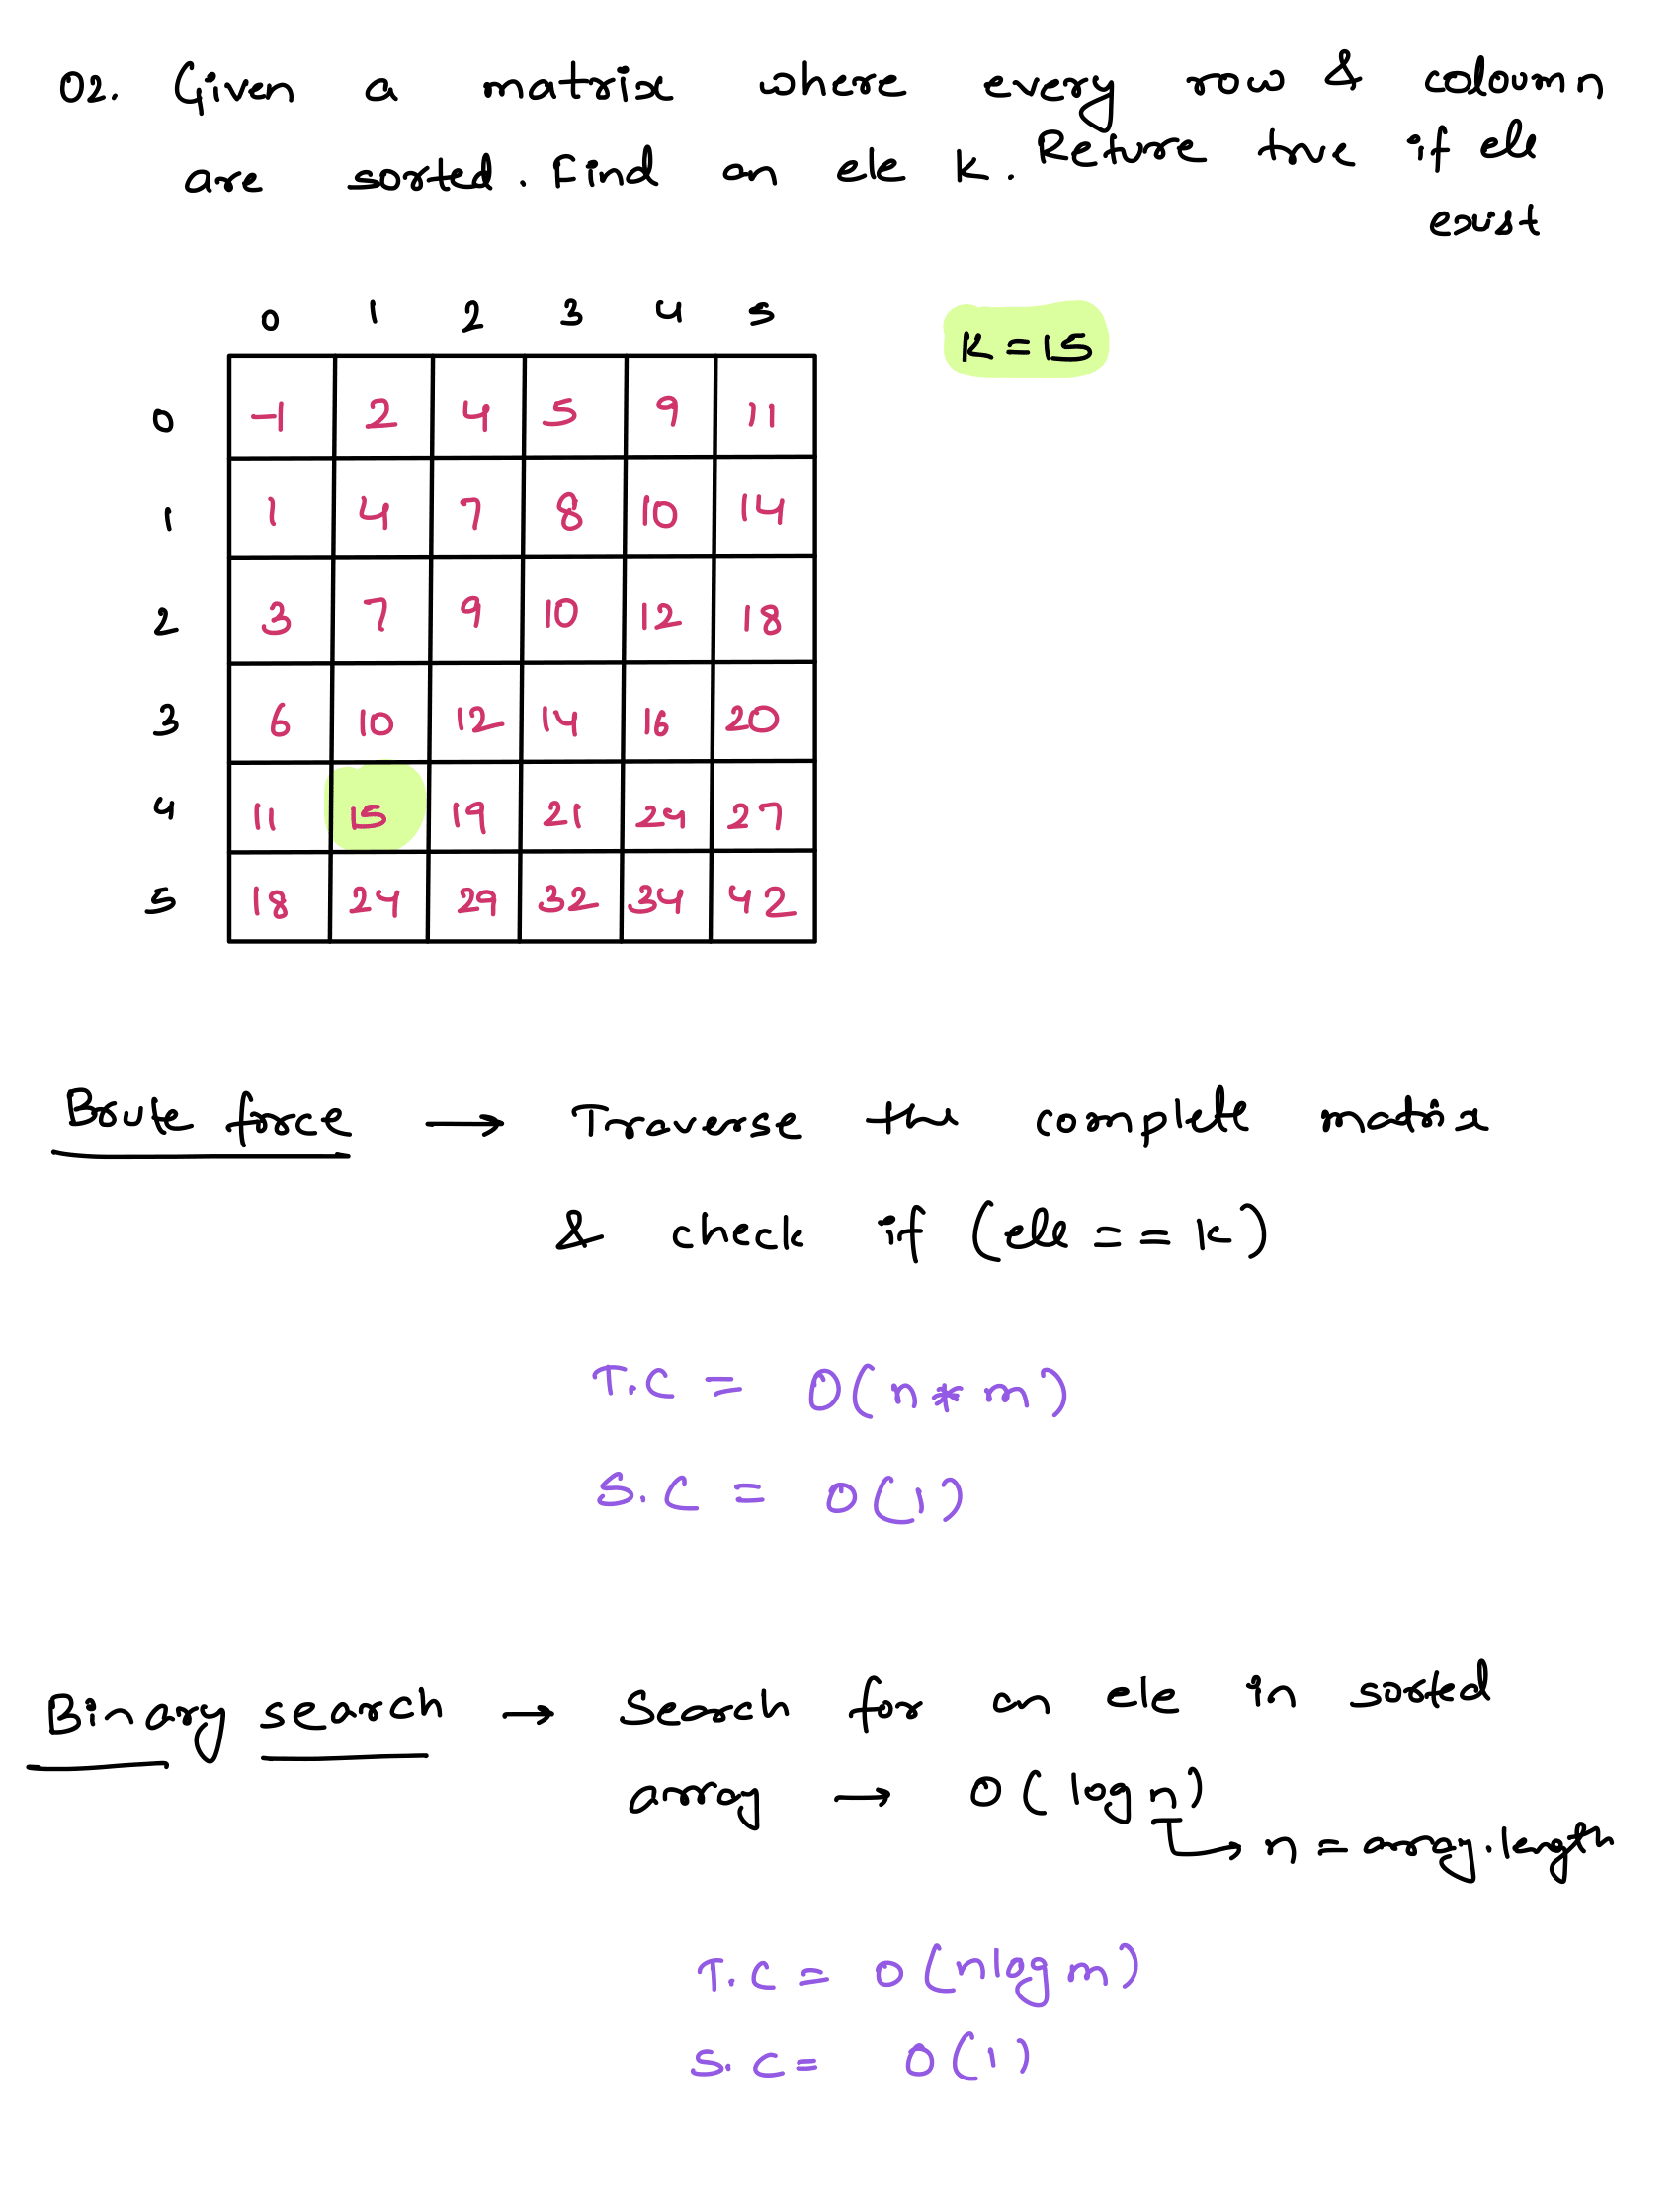 Q2. Given a matrix where every row & coloumn
are sorted. Find an ele k. Return true if ele
exist
0 1 2 3 4 5
K = 15
0 -1 2 4 5 9 11
1 1 4 7 8 10 14
2 3 7 9 10 12 18
3 6 10 12 14 16 20
4 11 15 19 21 24 27
5 18 24 29 32 34 42
Brute force → Traverse the complete matrix
& check if (ele == k)
T.C = O(n * m)
S.C = O(1)
Binary search → Search for an ele in sorted
array → O(log n)
n = array.length
T.C = O(nlog m)
S.C = O(1)